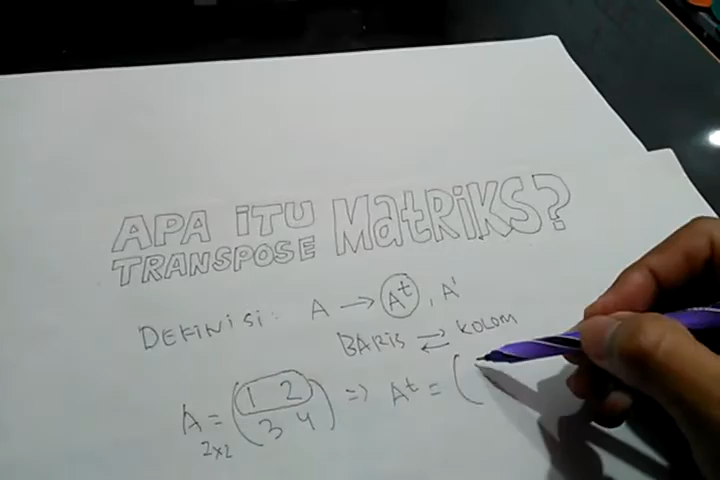 APA ITU
TRANSPOSE MATRIKS?
DEFINISI: A → Aᵗ, A'
BARIS ⇄ KOLOM
A = (1 2) => Aᵗ = (
2x2 (3 4)